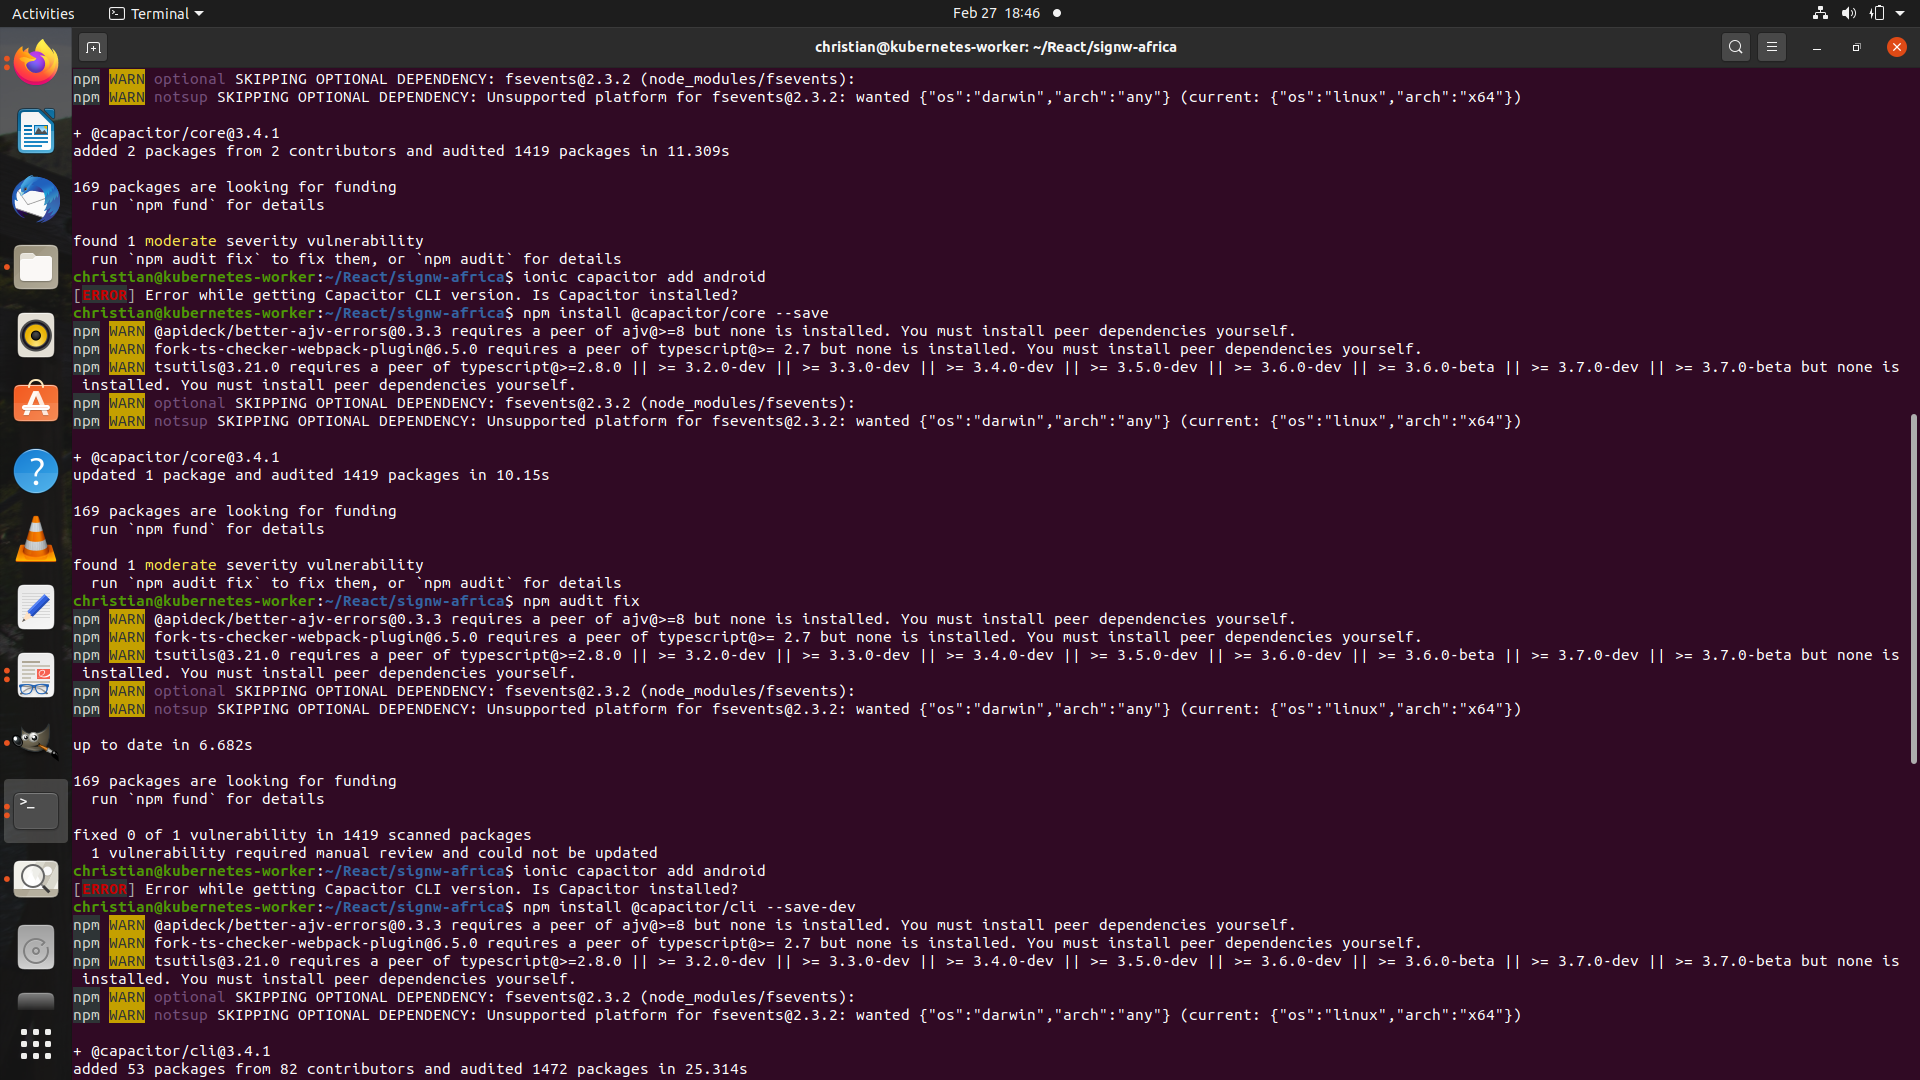 Activities
Terminal
Feb 27 18:46
christian@kubernetes-worker: ~/React/signw-africa
npm WARN optional SKIPPING OPTIONAL DEPENDENCY: fsevents@2.3.2 (node_modules/fsevents):
npm WARN notsup SKIPPING OPTIONAL DEPENDENCY: Unsupported platform for fsevents@2.3.2: wanted {"os":"darwin","arch":"any"} (current: {"os":"linux","arch":"x64"})
+ @capacitor/core@3.4.1
added 2 packages from 2 contributors and audited 1419 packages in 11.309s
169 packages are looking for funding
run `npm fund` for details
found 1 moderate severity vulnerability
run `npm audit fix` to fix them, or `npm audit` for details
christian@kubernetes-worker:~/React/signw-africa$ ionic capacitor add android
[ERROR] Error while getting Capacitor CLI version. Is Capacitor installed?
christian@kubernetes-worker:~/React/signw-africa$ npm install @capacitor/core --save
npm WARN @apideck/better-ajv-errors@0.3.3 requires a peer of ajv@>=8 but none is installed. You must install peer dependencies yourself.
npm WARN fork-ts-checker-webpack-plugin@6.5.0 requires a peer of typescript@>= 2.7 but none is installed. You must install peer dependencies yourself.
npm WARN tsutils@3.21.0 requires a peer of typescript@>=2.8.0 || >= 3.2.0-dev || >= 3.3.0-dev || >= 3.4.0-dev || >= 3.5.0-dev || >= 3.6.0-dev || >= 3.6.0-beta || >= 3.7.0-dev || >= 3.7.0-beta but none is
installed. You must install peer dependencies yourself.
npm WARN optional SKIPPING OPTIONAL DEPENDENCY: fsevents@2.3.2 (node_modules/fsevents):
npm WARN notsup SKIPPING OPTIONAL DEPENDENCY: Unsupported platform for fsevents@2.3.2: wanted {"os":"darwin","arch":"any"} (current: {"os":"linux","arch":"x64"})
+ @capacitor/core@3.4.1
updated 1 package and audited 1419 packages in 10.15s
169 packages are looking for funding
run `npm fund` for details
found 1 moderate severity vulnerability
run `npm audit fix` to fix them, or `npm audit` for details
christian@kubernetes-worker:~/React/signw-africa$ npm audit fix
npm WARN @apideck/better-ajv-errors@0.3.3 requires a peer of ajv@>=8 but none is installed. You must install peer dependencies yourself.
npm WARN fork-ts-checker-webpack-plugin@6.5.0 requires a peer of typescript@>= 2.7 but none is installed. You must install peer dependencies yourself.
npm WARN tsutils@3.21.0 requires a peer of typescript@>=2.8.0 || >= 3.2.0-dev || >= 3.3.0-dev || >= 3.4.0-dev || >= 3.5.0-dev || >= 3.6.0-dev || >= 3.6.0-beta || >= 3.7.0-dev || >= 3.7.0-beta but none is
installed. You must install peer dependencies yourself.
npm WARN optional SKIPPING OPTIONAL DEPENDENCY: fsevents@2.3.2 (node_modules/fsevents):
npm WARN notsup SKIPPING OPTIONAL DEPENDENCY: Unsupported platform for fsevents@2.3.2: wanted {"os":"darwin","arch":"any"} (current: {"os":"linux","arch":"x64"})
up to date in 6.682s
169 packages are looking for funding
run `npm fund` for details
fixed 0 of 1 vulnerability in 1419 scanned packages
1 vulnerability required manual review and could not be updated
christian@kubernetes-worker:~/React/signw-africa$ ionic capacitor add android
[ERROR] Error while getting Capacitor CLI version. Is Capacitor installed?
christian@kubernetes-worker:~/React/signw-africa$ npm install @capacitor/cli --save-dev
npm WARN @apideck/better-ajv-errors@0.3.3 requires a peer of ajv@>=8 but none is installed. You must install peer dependencies yourself.
npm WARN fork-ts-checker-webpack-plugin@6.5.0 requires a peer of typescript@>= 2.7 but none is installed. You must install peer dependencies yourself.
npm WARN tsutils@3.21.0 requires a peer of typescript@>=2.8.0 || >= 3.2.0-dev || >= 3.3.0-dev || >= 3.4.0-dev || >= 3.5.0-dev || >= 3.6.0-dev || >= 3.6.0-beta || >= 3.7.0-dev || >= 3.7.0-beta but none is
installed. You must install peer dependencies yourself.
npm WARN optional SKIPPING OPTIONAL DEPENDENCY: fsevents@2.3.2 (node_modules/fsevents):
npm WARN notsup SKIPPING OPTIONAL DEPENDENCY: Unsupported platform for fsevents@2.3.2: wanted {"os":"darwin","arch":"any"} (current: {"os":"linux","arch":"x64"})
+ @capacitor/cli@3.4.1
added 53 packages from 82 contributors and audited 1472 packages in 25.314s